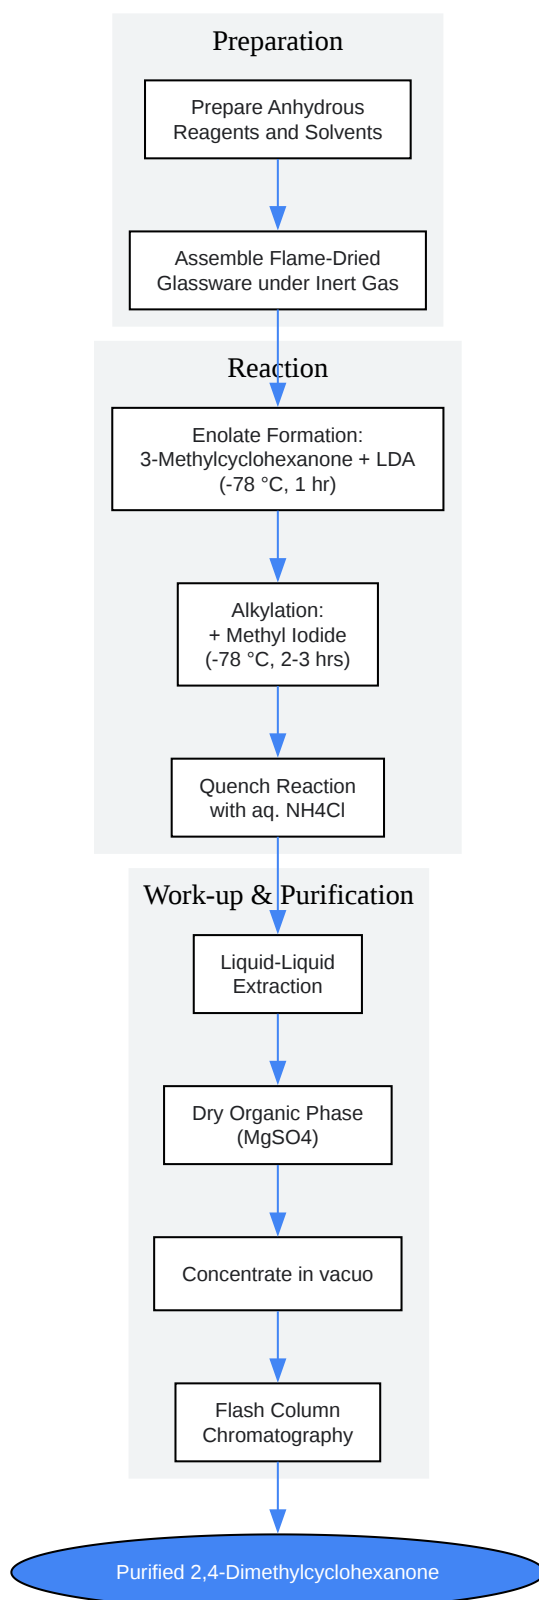 Preparation
Prepare Anhydrous
Reagents and Solvents
Assemble Flame-Dried
Glassware under Inert Gas
Reaction
Enolate Formation:
3-Methylcyclohexanone + LDA
(-78 °C, 1 hr)
Alkylation:
+ Methyl Iodide
(-78 °C, 2-3 hrs)
Quench Reaction
with aq. NH4Cl
Work-up & Purification
Liquid-Liquid
Extraction
Dry Organic Phase
(MgSO4)
Concentrate in vacuo
Flash Column
Chromatography
Purified 2,4-Dimethylcyclohexanone